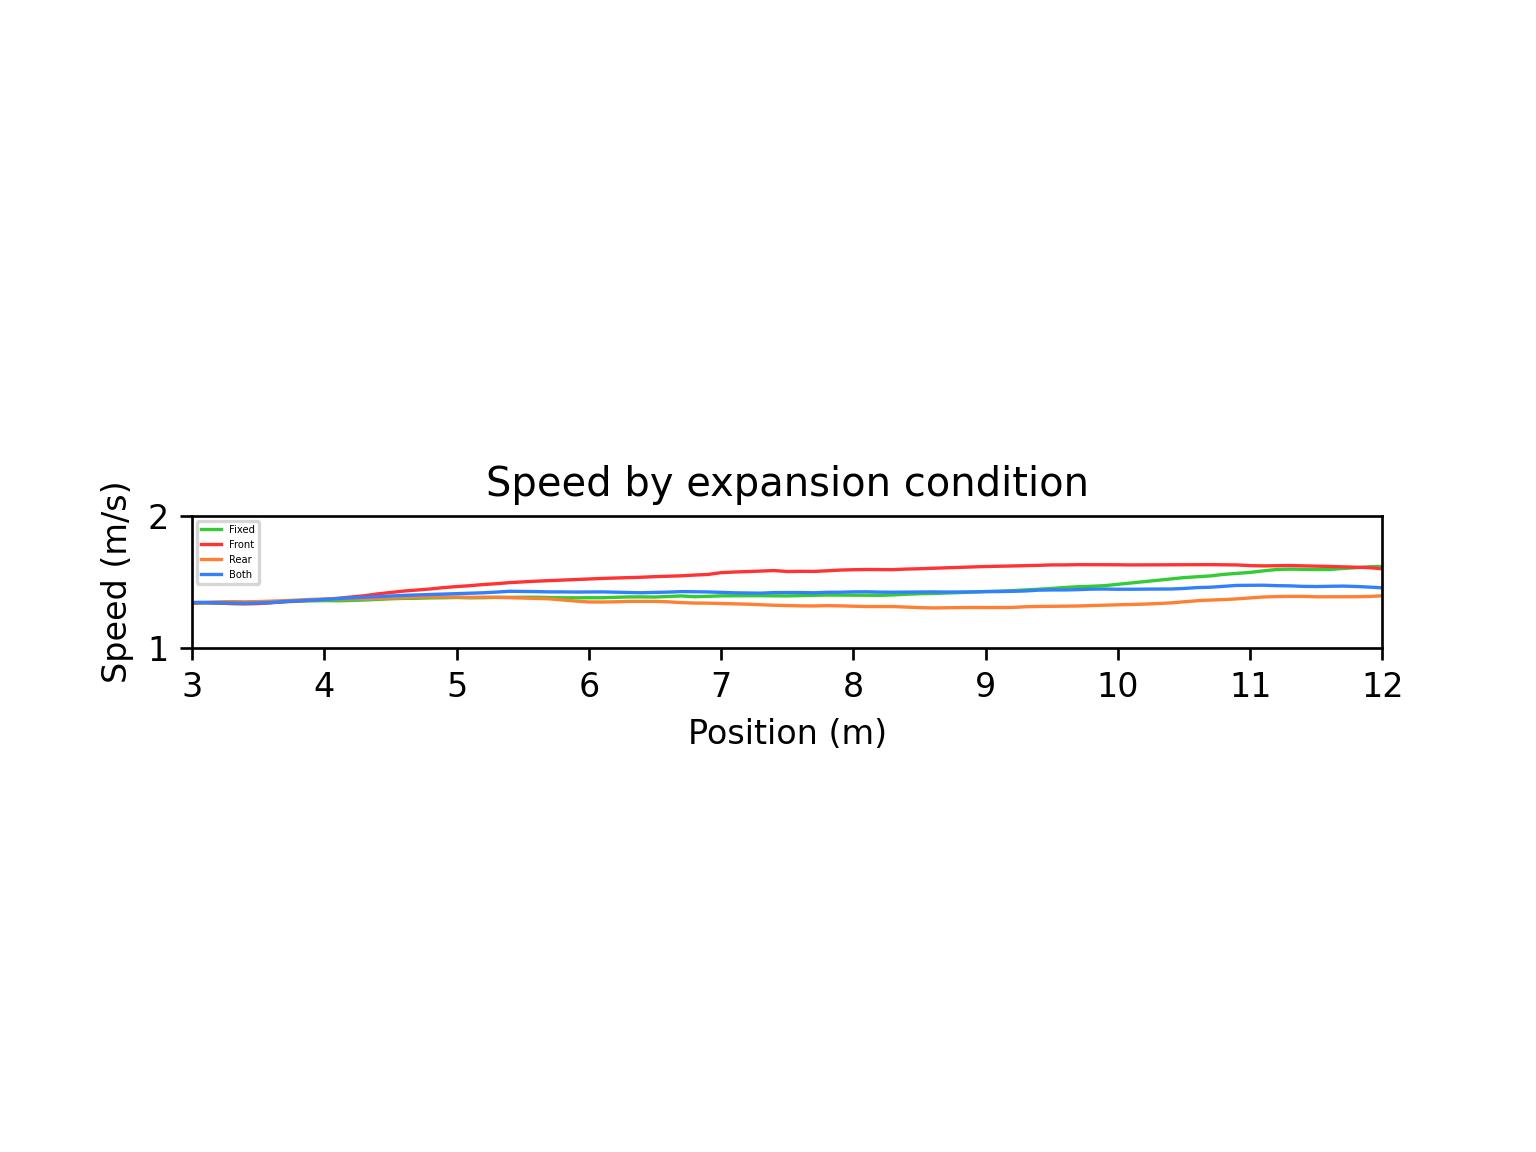 Speed by expansion condition
Speed (m/s)
2
1
Fixed
Front
Rear
Both
3 4 5 6 7 8 9 10 11 12
Position (m)